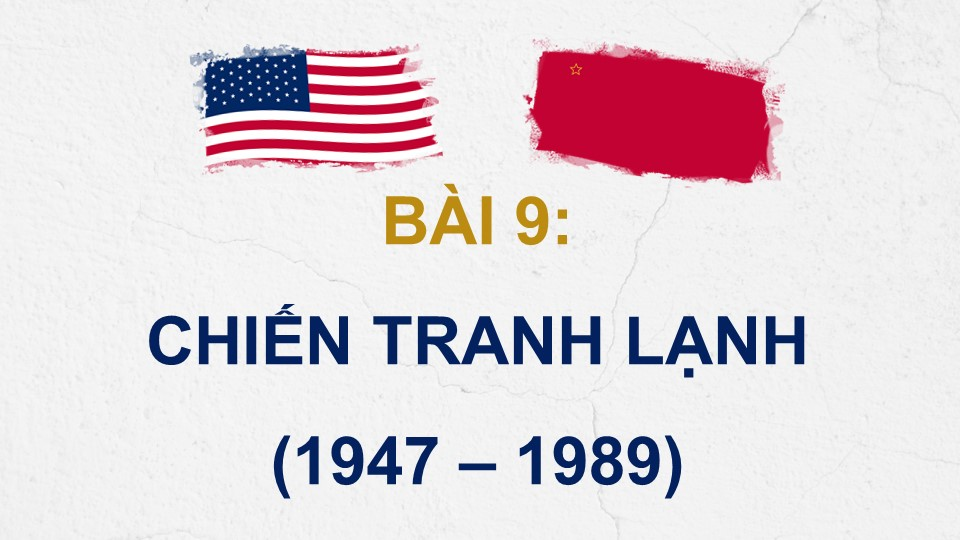 BÀI 9:
CHIẾN TRANH LẠNH
(1947 – 1989)